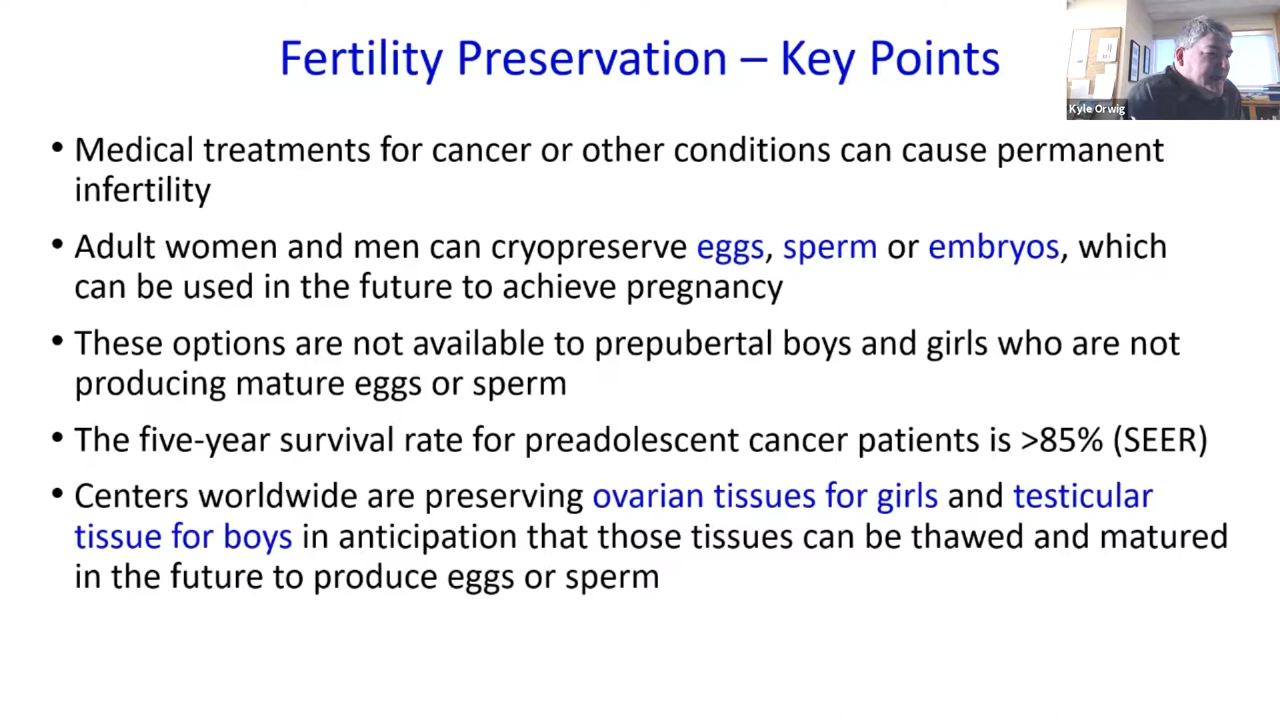 Fertility Preservation – Key Points
Kyle Orwig
• Medical treatments for cancer or other conditions can cause permanent
infertility
• Adult women and men can cryopreserve eggs, sperm or embryos, which
can be used in the future to achieve pregnancy
• These options are not available to prepubertal boys and girls who are not
producing mature eggs or sperm
• The five-year survival rate for preadolescent cancer patients is >85% (SEER)
• Centers worldwide are preserving ovarian tissues for girls and testicular
tissue for boys in anticipation that those tissues can be thawed and matured
in the future to produce eggs or sperm